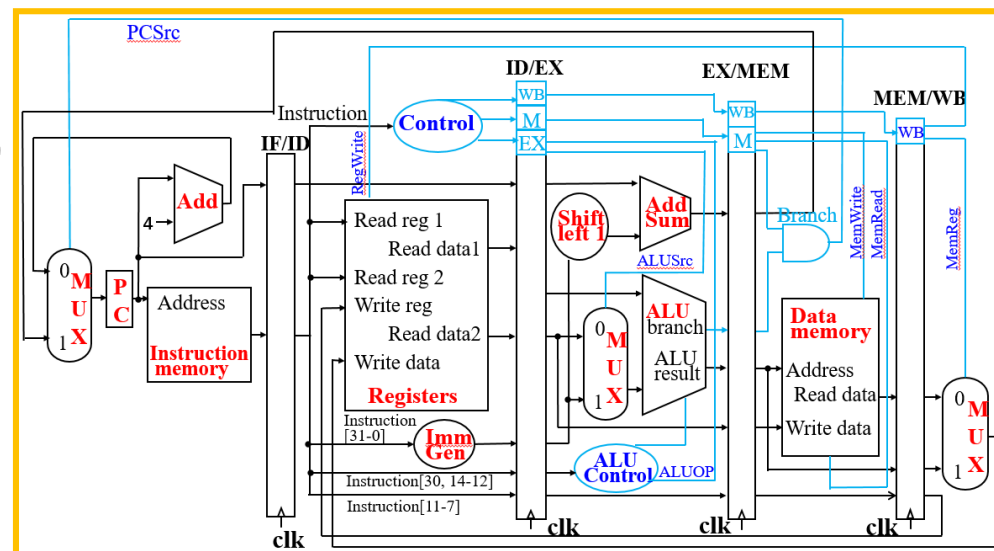 PCSrc
ID/EX
EX/MEM
MEM/WB
IF/ID
Instruction
Control
WB
M
EX
WB
M
WB
RegWrite
Add
4
0
M
U
X
1
P
C
Address
Instruction
memory
Read reg 1
Read data1
Read reg 2
Write reg
Read data2
Write data
Registers
Instruction
[31-0]
Imm
Gen
Instruction[30, 14-12]
Instruction[11-7]
Shift
left 1
Add
Sum
ALUSrc
0
M
U
X
1
ALU
branch
ALU
result
ALU
Control
ALUOP
Branch
MemWrite
MemRead
Data
memory
Address
Read data
Write data
MemReg
0
M
U
X
1
clk
clk
clk
clk